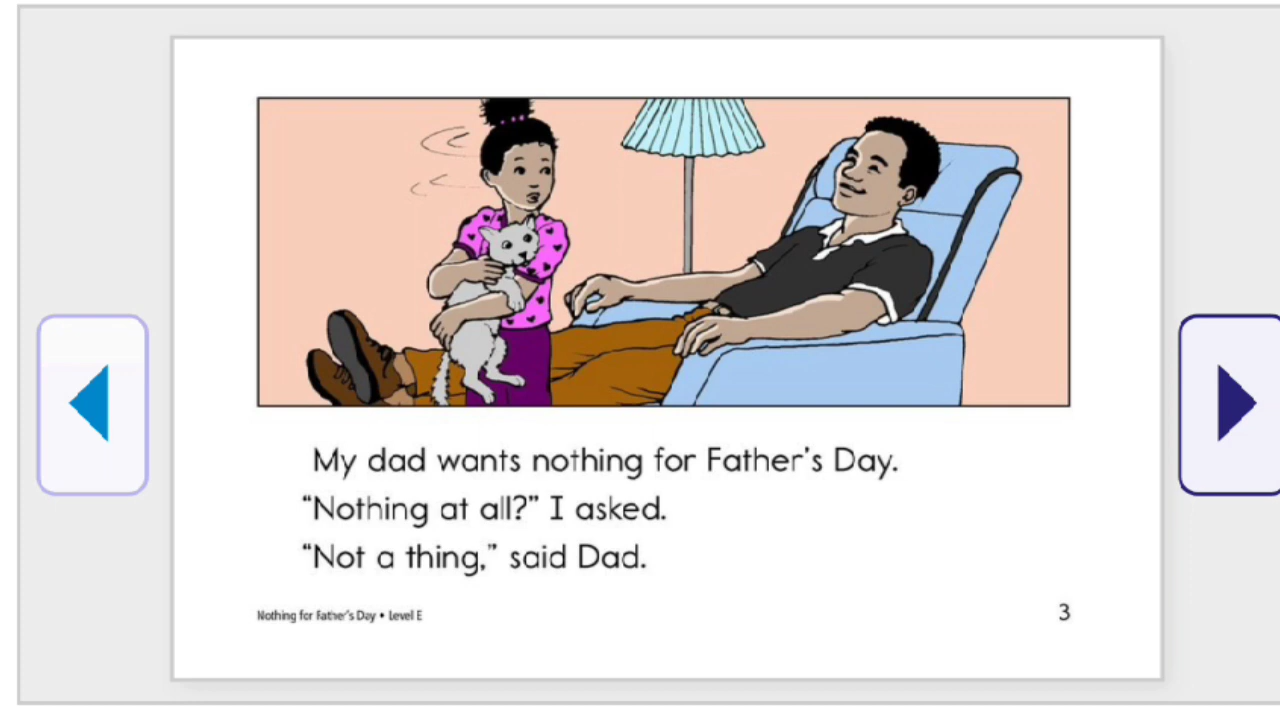 My dad wants nothing for Father's Day.
“Nothing at all?” I asked.
“Not a thing,” said Dad.
Nothing for Father's Day • Level E
3